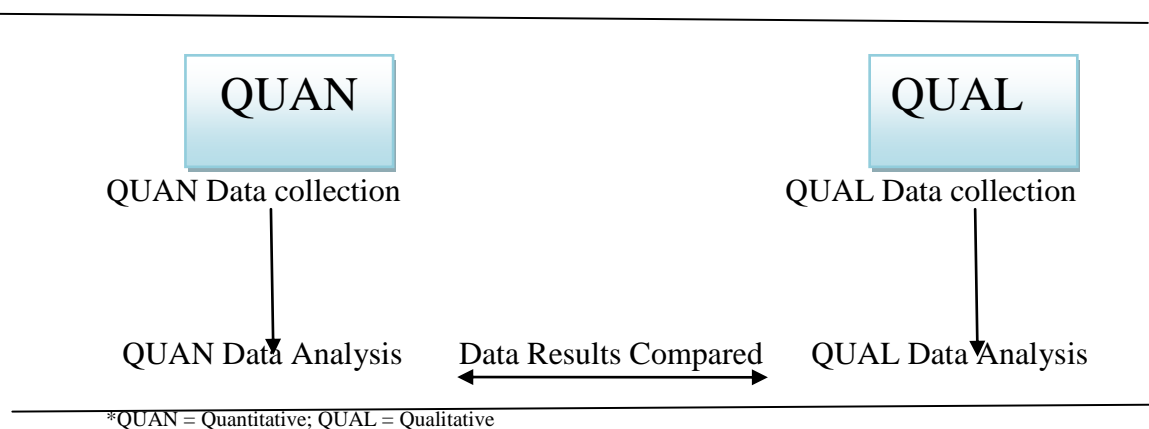 QUAN QUAL
QUAN Data collection QUAL Data collection
QUAN Data Analysis Data Results Compared QUAL Data Analysis
*QUAN = Quantitative; QUAL = Qualitative